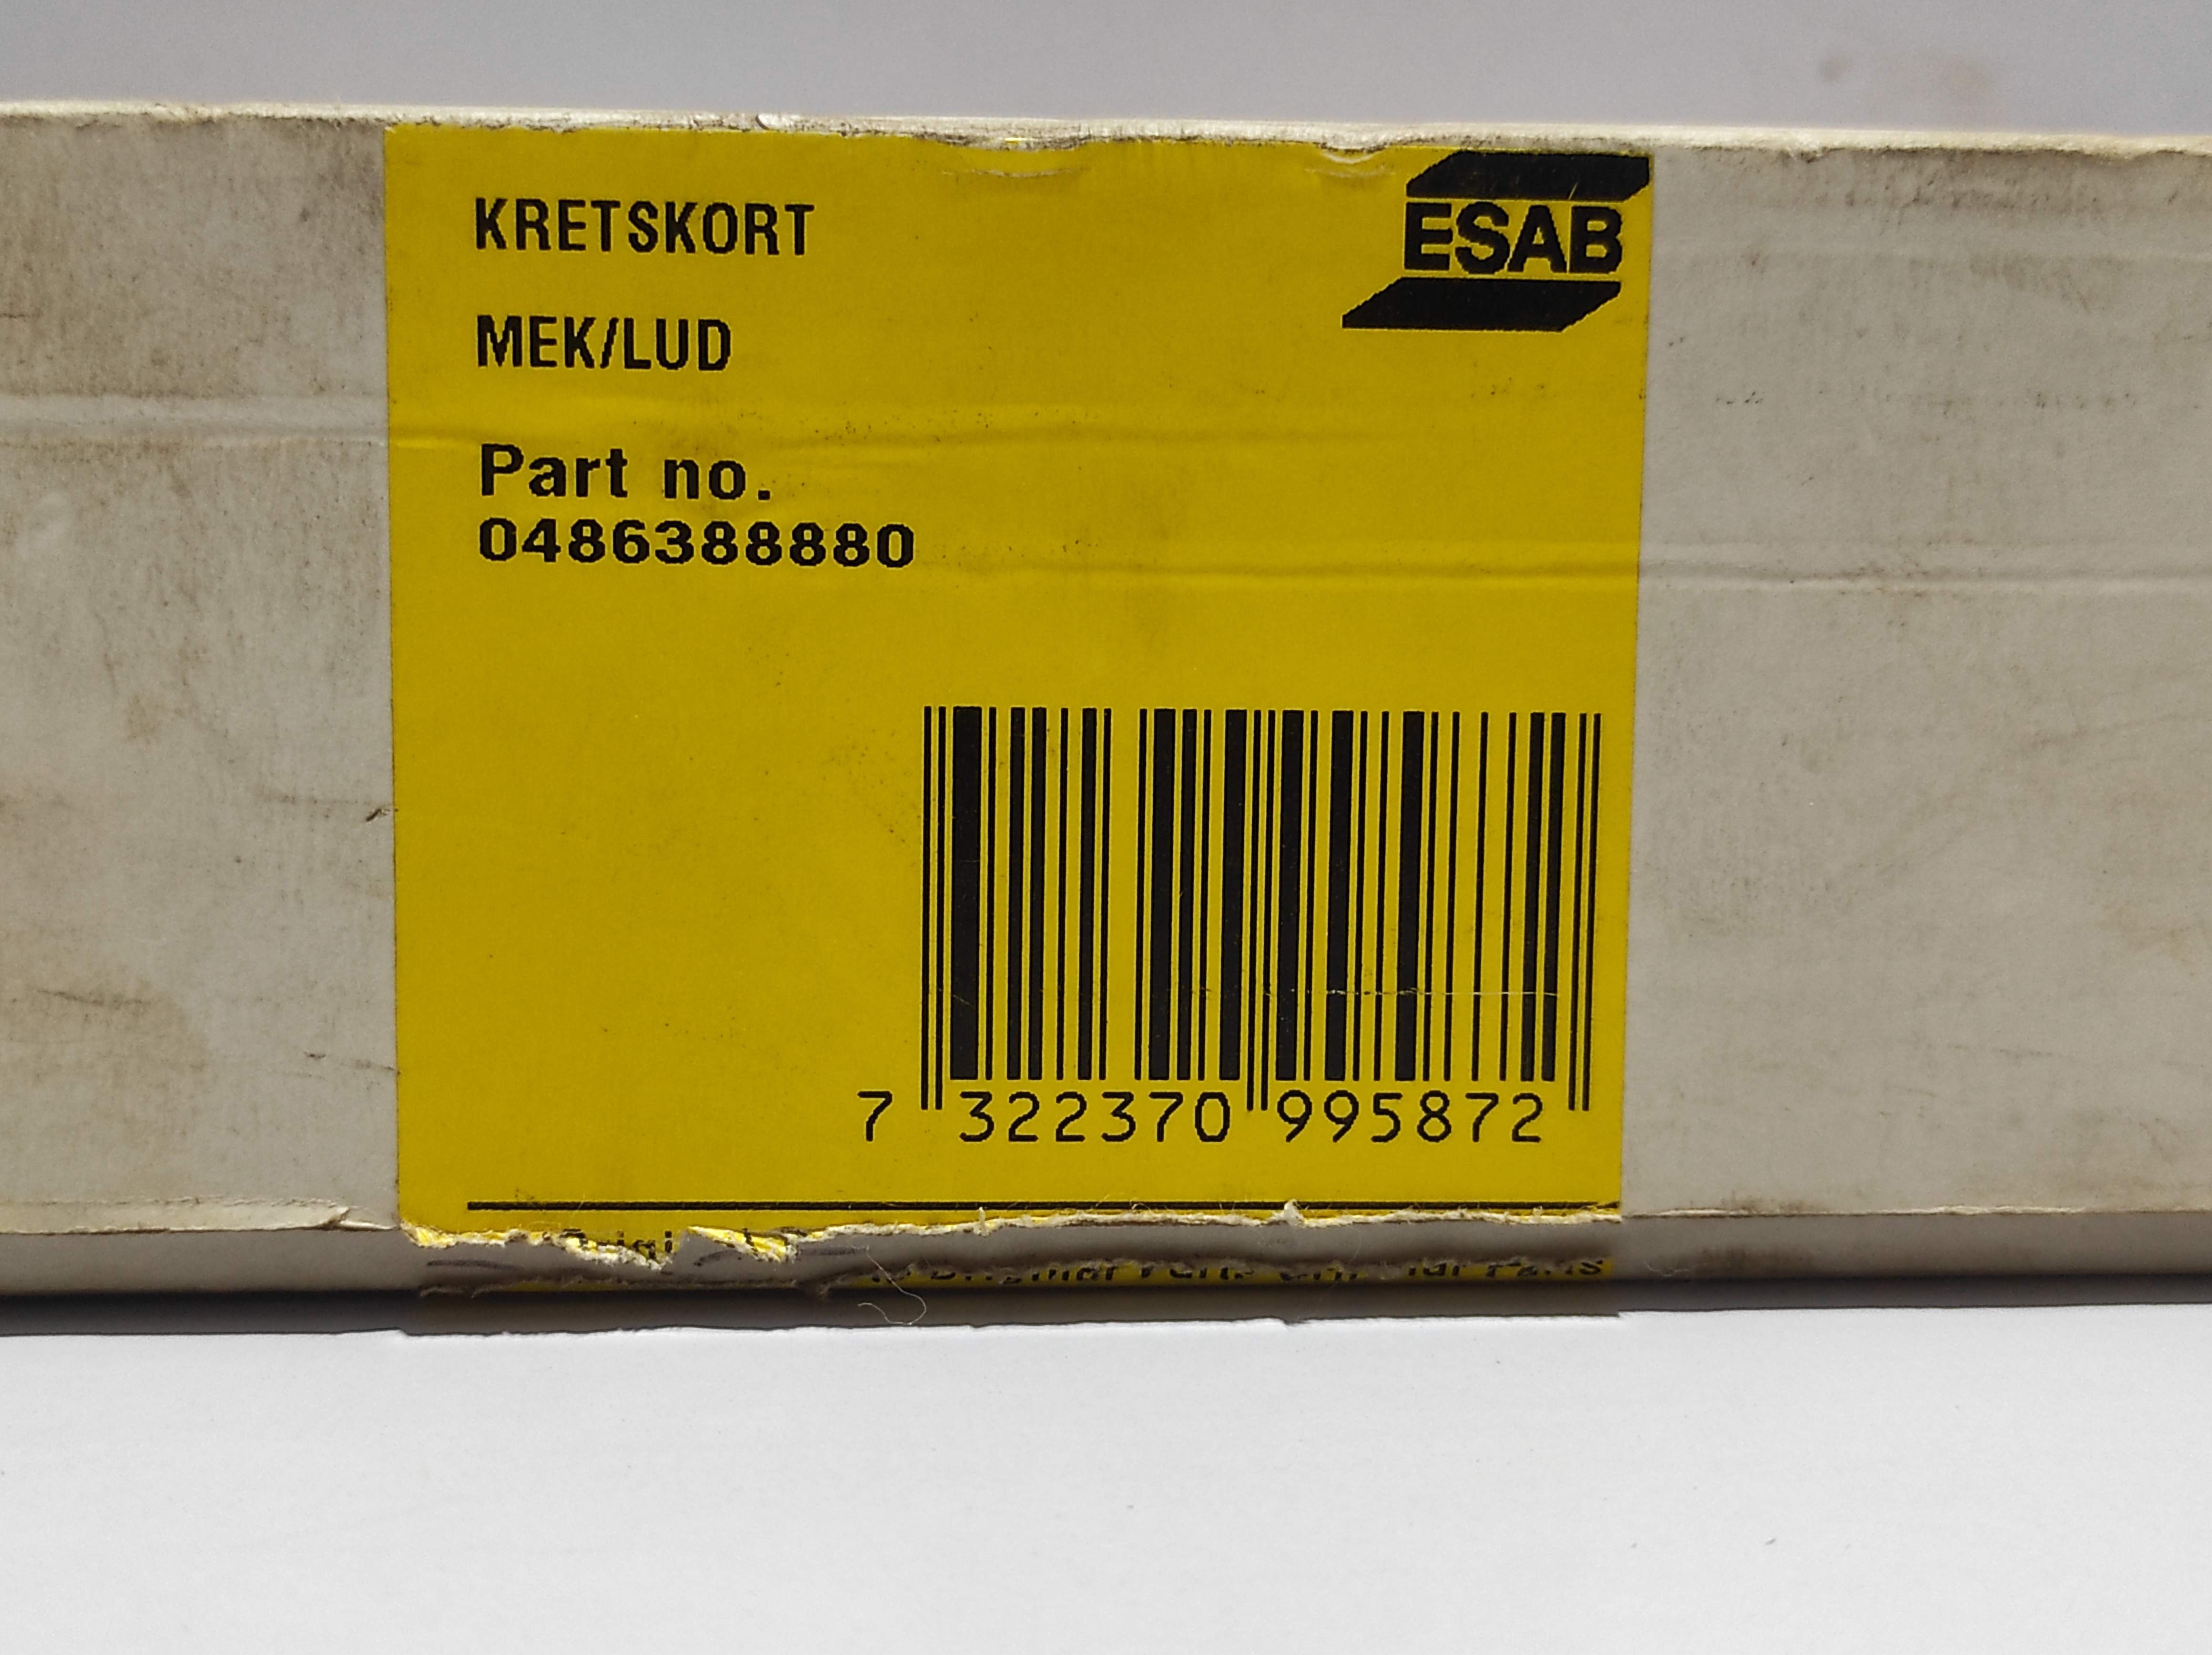 KRETSKORT
ESAB
MEK/LUD
Part no.
0486388880
7 322370 995872